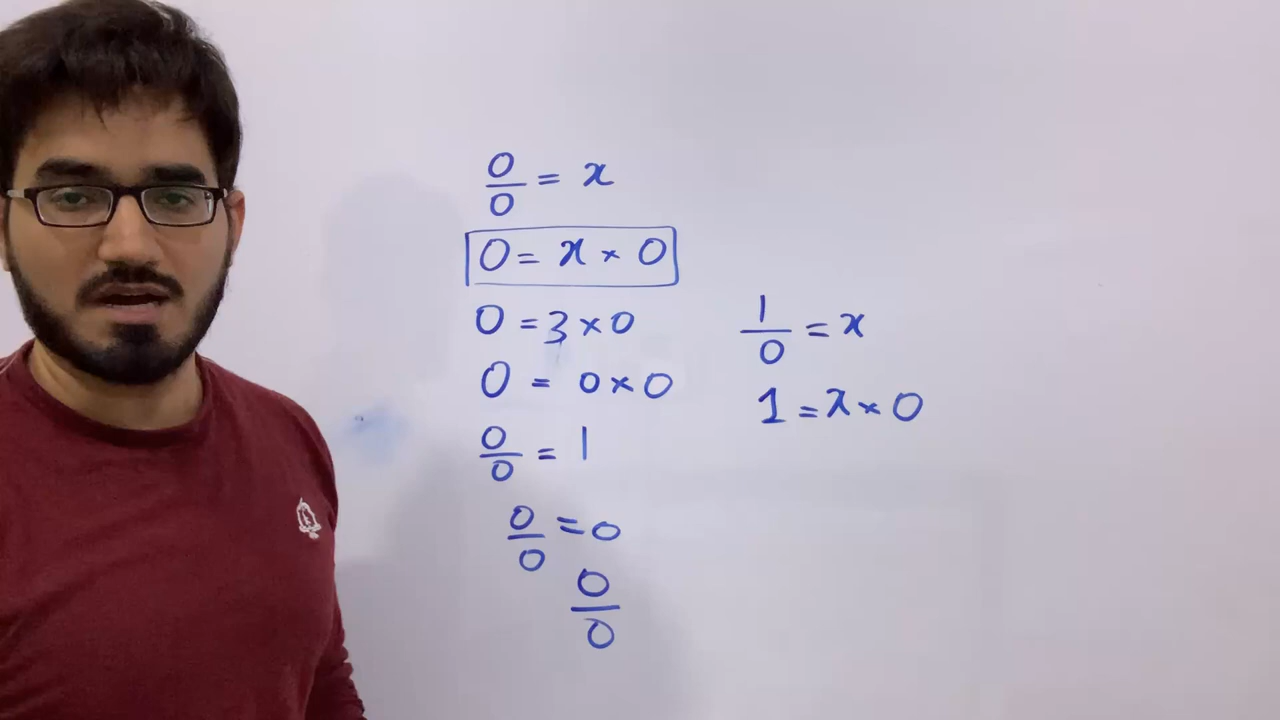 0/0 = x
0 = x × 0
0 = 3 × 0
0 = 0 × 0
0/0 = 1
0/0 = 0
0/0
1/0 = x
1 = x × 0